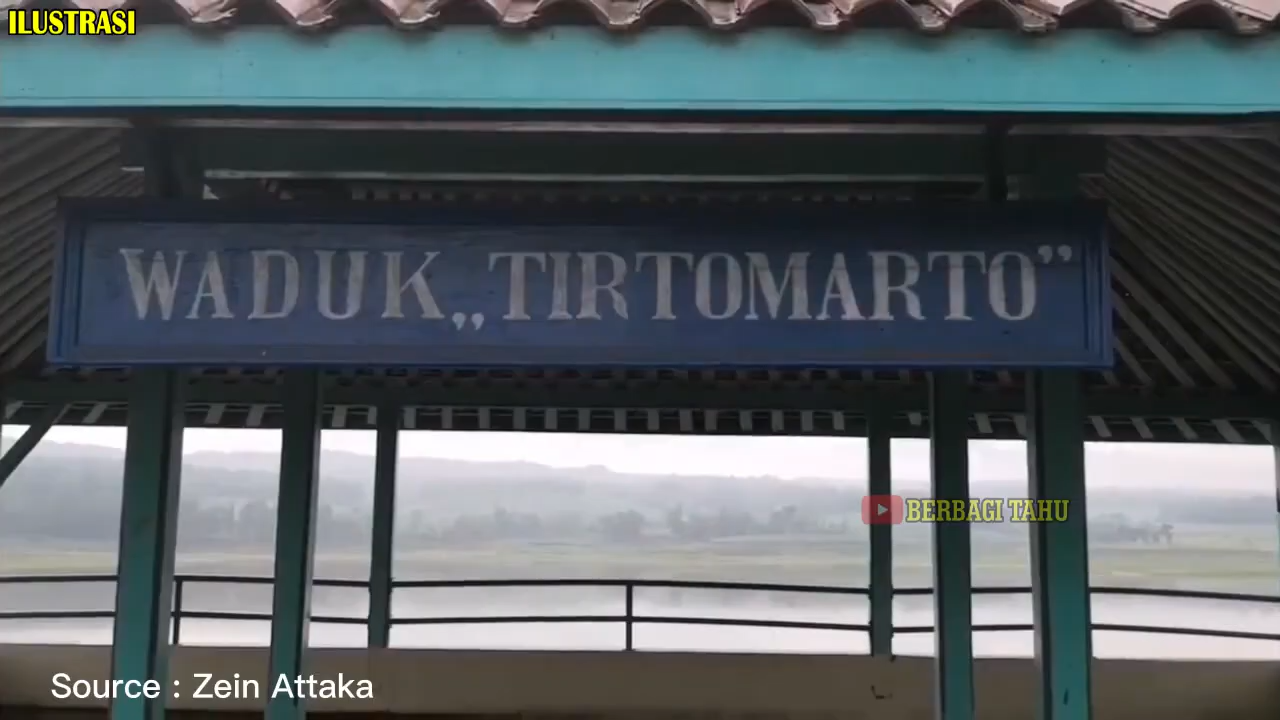 ILUSTRASI
WADUK „TIRTOMARTO”
BERBAGI TAHU
Source : Zein Attaka